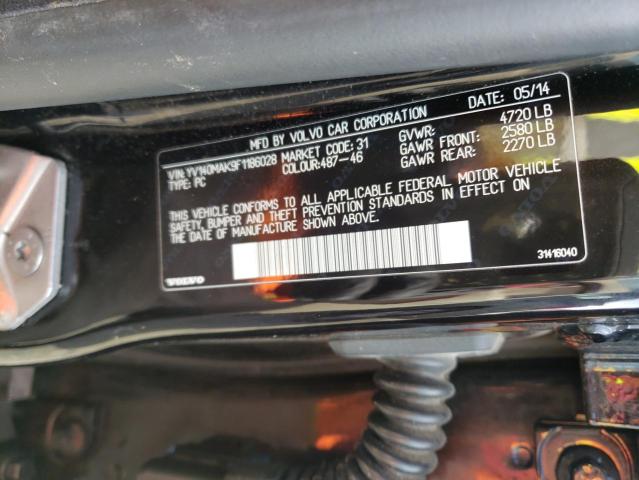 MFD BY VOLVO CAR CORPORATION DATE: 05/14
VIN:YV140MAK9F1186028 MARKET CODE: 31 GVWR: 4720 LB
TYPE: PC COLOUR:487-46 GAWR FRONT: 2580 LB
GAWR REAR: 2270 LB
THIS VEHICLE CONFORMS TO ALL APPLICABLE FEDERAL MOTOR VEHICLE
SAFETY, BUMPER AND THEFT PREVENTION STANDARDS IN EFFECT ON
THE DATE OF MANUFACTURE SHOWN ABOVE.
VOLVO 31416040